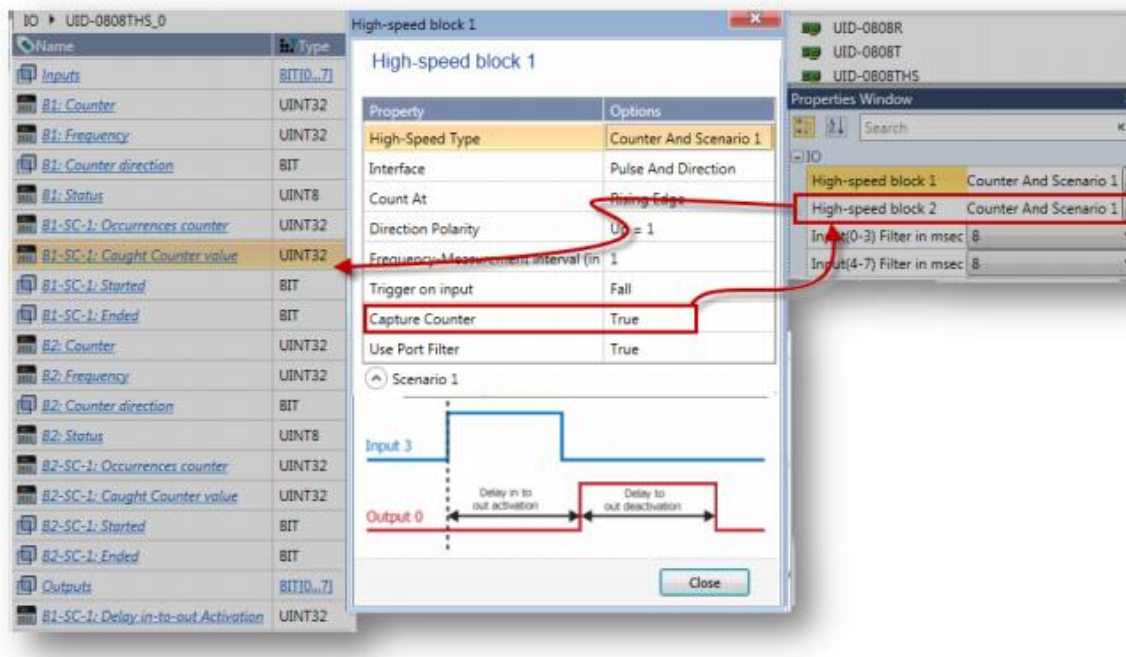 IO ▸ UID-0808THS_0
Name Type
Inputs BIT[0...7]
B1: Counter UINT32
B1: Frequency UINT32
B1: Counter direction BIT
B1: Status UINT8
B1-SC-1: Occurrences counter UINT32
B1-SC-1: Caught Counter value UINT32
B1-SC-1: Started BIT
B1-SC-1: Ended BIT
B2: Counter UINT32
B2: Frequency UINT32
B2: Counter direction BIT
B2: Status UINT8
B2-SC-1: Occurrences counter UINT32
B2-SC-1: Caught Counter value UINT32
B2-SC-1: Started BIT
B2-SC-1: Ended BIT
Outputs BIT[0...7]
B1-SC-1: Delay in-to-out Activation UINT32
High-speed block 1
High-speed block 1
Property Options
High-Speed Type Counter And Scenario 1
Interface Pulse And Direction
Count At Rising Edge
Direction Polarity Up = 1
Frequency-Measurement interval (in 1
Trigger on input Fall
Capture Counter True
Use Port Filter True
Scenario 1
Input 3
Delay in to
out activation
Delay to
out deactivation
Output 0
Close
UID-0808R
UID-0808T
UID-0808THS
Properties Window
Search
IO
High-speed block 1 Counter And Scenario 1
High-speed block 2 Counter And Scenario 1
Input(0-3) Filter in msec 8
Input(4-7) Filter in msec 8